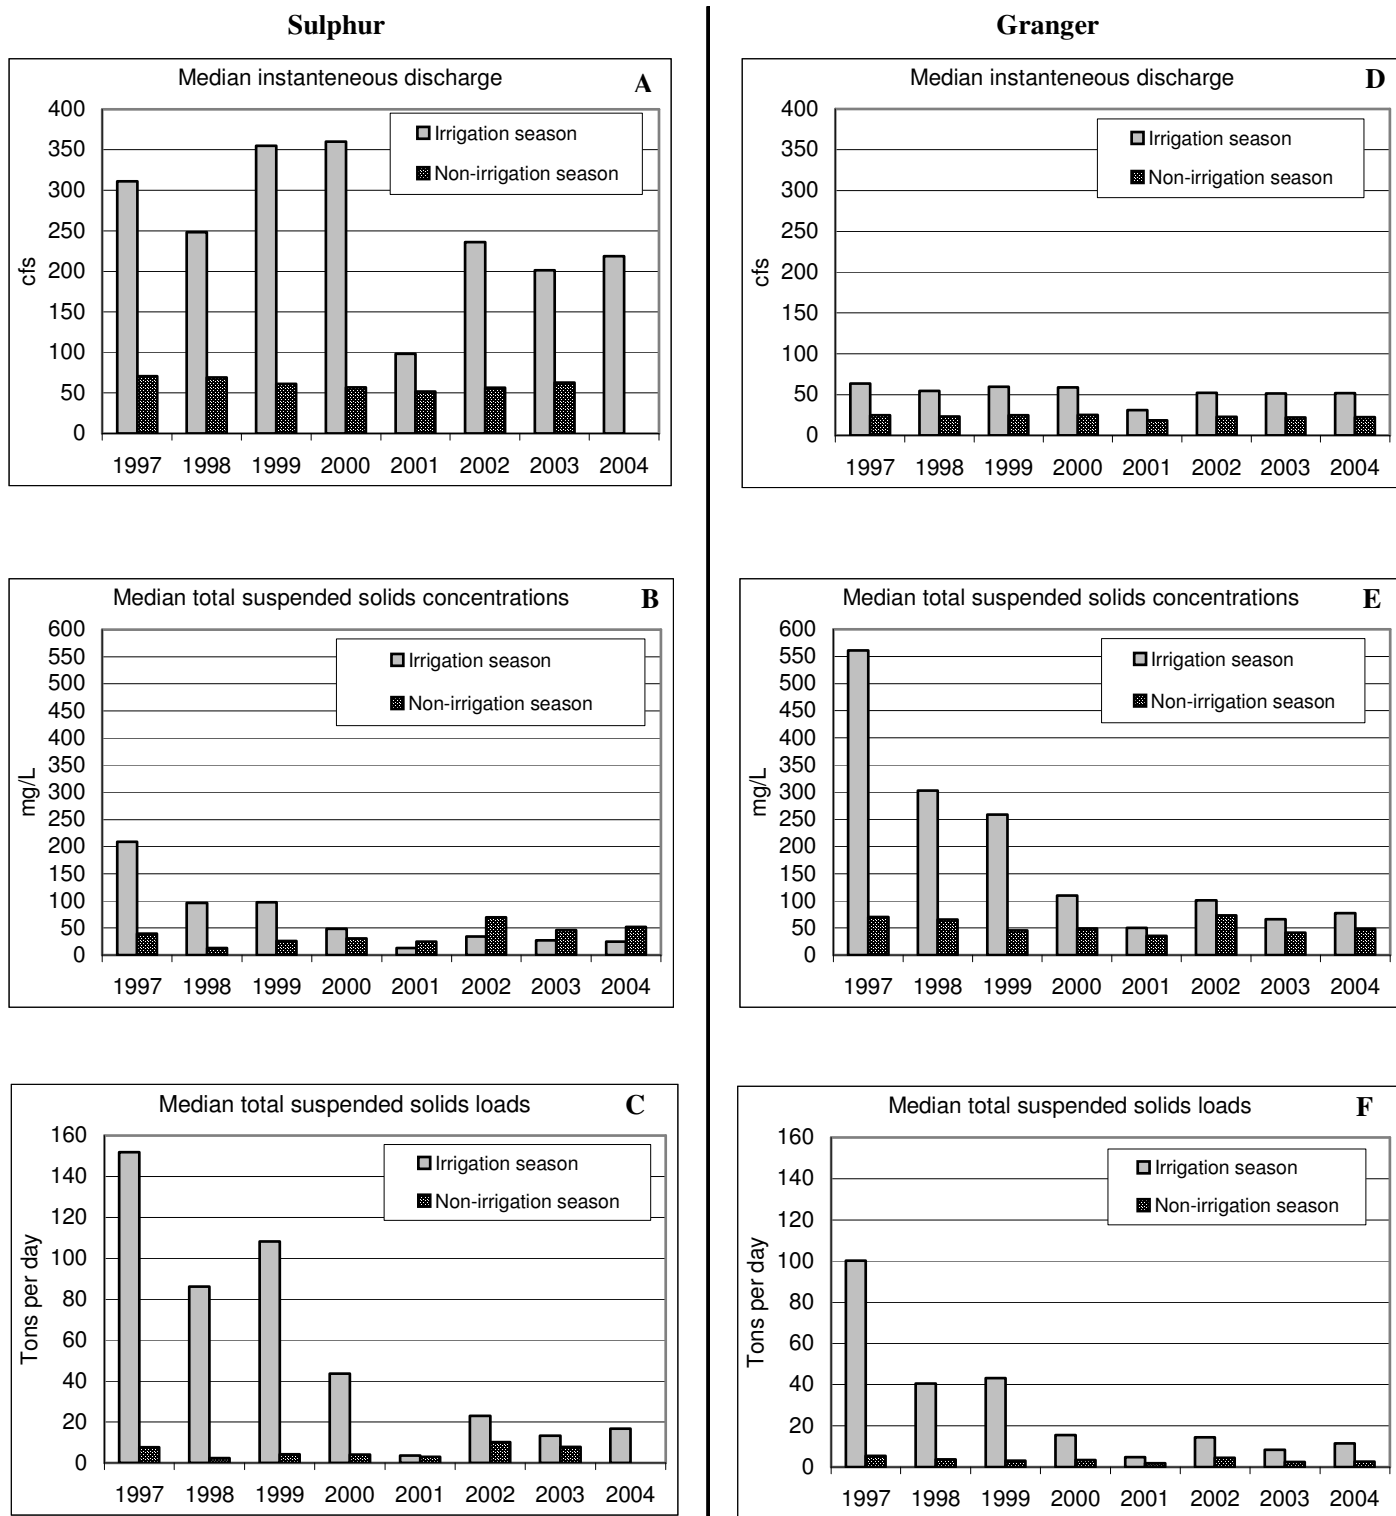 Sulphur
Granger
Median instanteneous discharge
A
400
350
300
250
200
150
100
50
0
cfs
Irrigation season
Non-irrigation season
1997 1998 1999 2000 2001 2002 2003 2004
Median instanteneous discharge
D
400
350
300
250
200
150
100
50
0
cfs
Irrigation season
Non-irrigation season
1997 1998 1999 2000 2001 2002 2003 2004
Median total suspended solids concentrations
B
600
550
500
450
400
350
300
250
200
150
100
50
0
mg/L
Irrigation season
Non-irrigation season
1997 1998 1999 2000 2001 2002 2003 2004
Median total suspended solids concentrations
E
600
550
500
450
400
350
300
250
200
150
100
50
0
mg/L
Irrigation season
Non-irrigation season
1997 1998 1999 2000 2001 2002 2003 2004
Median total suspended solids loads
C
160
140
120
100
80
60
40
20
0
Tons per day
Irrigation season
Non-irrigation season
1997 1998 1999 2000 2001 2002 2003 2004
Median total suspended solids loads
F
160
140
120
100
80
60
40
20
0
Tons per day
Irrigation season
Non-irrigation season
1997 1998 1999 2000 2001 2002 2003 2004